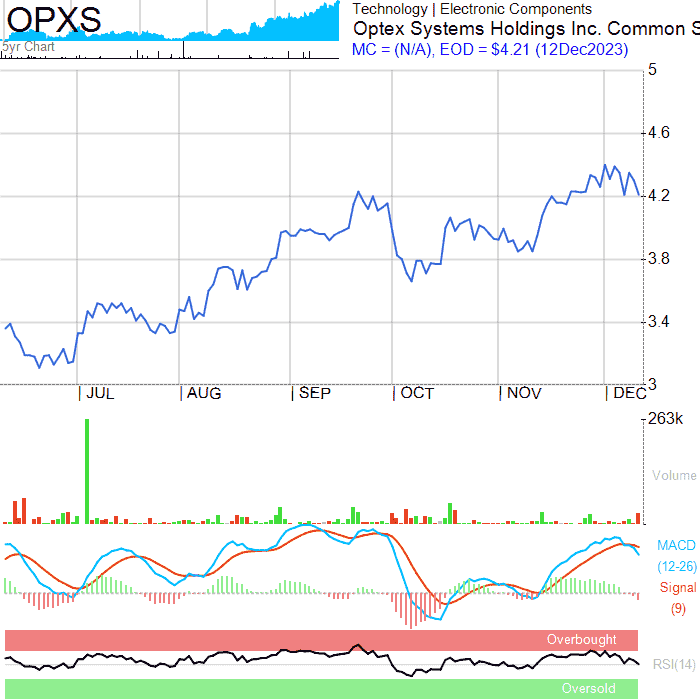 OPXS
5yr Chart
Technology | Electronic Components
Optex Systems Holdings Inc. Common S
MC = (N/A), EOD = $4.21 (12Dec2023)
5
4.6
4.2
3.8
3.4
3
| JUL | AUG | SEP | OCT | NOV | DEC
263k
Volume
MACD
(12-26)
Signal
(9)
Overbought
RSI(14)
Oversold